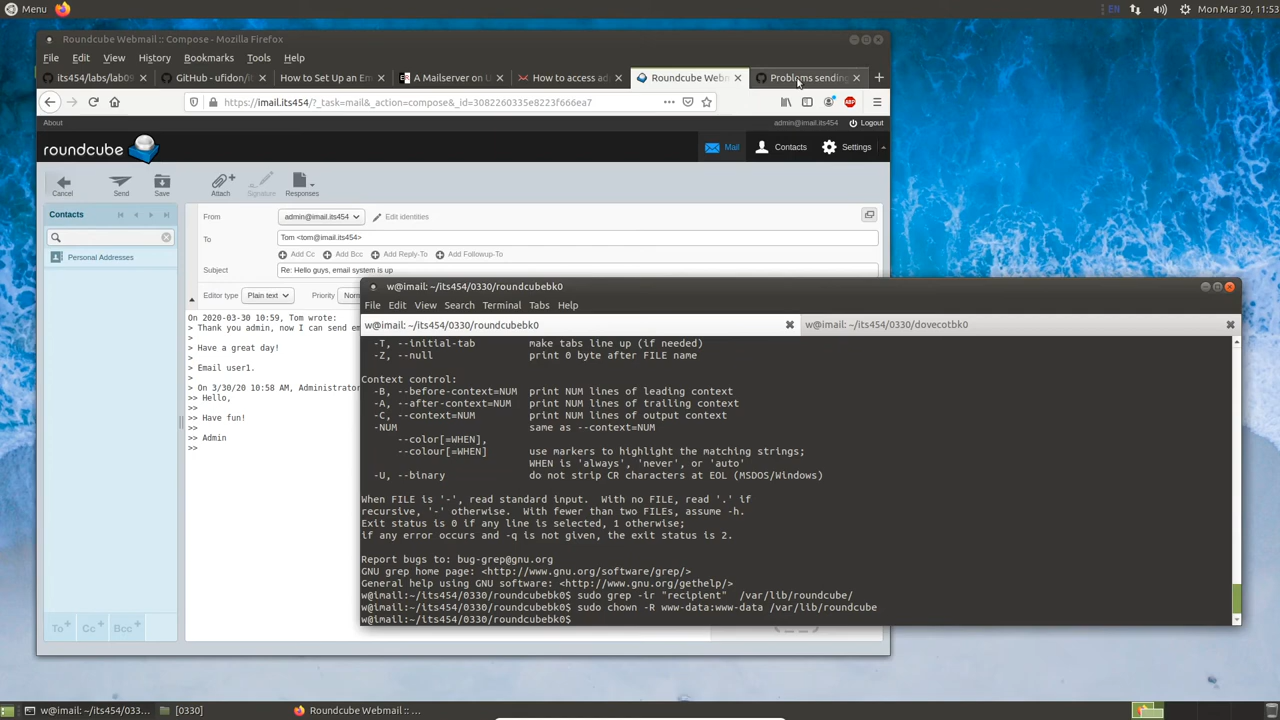 Menu
EN
Mon Mar 30, 11:53
Roundcube Webmail :: Compose - Mozilla Firefox
File Edit View History Bookmarks Tools Help
its454/labs/lab09
GitHub - ufidon/it
How to Set Up an Em
A Mailserver on U
How to access ad
Roundcube Webm
Problems sending
https://imail.its454/?_task=mail&_action=compose&_id=3082260335e8223f666ea7
ABP
About
admin@imail.its454 Logout
roundcube
Mail Contacts Settings
Cancel Send Save Attach Signature Responses
Contacts
Personal Addresses
From admin@imail.its454 Edit identities
To Tom <tom@imail.its454>
Add Cc Add Bcc Add Reply-To Add Followup-To
Subject Re: Hello guys, email system is up
Editor type Plain text Priority Norm
On 2020-03-30 10:59, Tom wrote:
> Thank you admin, now I can send em
>
> Have a great day!
>
> Email user1.
>
> On 3/30/20 10:58 AM, Administrator
>> Hello,
>>
>> Have fun!
>>
>> Admin
>>
To+ Cc+ Bcc+
w@imail: ~/its454/0330/roundcubebk0
File Edit View Search Terminal Tabs Help
w@imail: ~/its454/0330/roundcubebk0
w@imail: ~/its454/0330/dovecotbk0
-T, --initial-tab make tabs line up (if needed)
-Z, --null print 0 byte after FILE name
Context control:
-B, --before-context=NUM print NUM lines of leading context
-A, --after-context=NUM print NUM lines of trailing context
-C, --context=NUM print NUM lines of output context
-NUM same as --context=NUM
--color[=WHEN],
--colour[=WHEN] use markers to highlight the matching strings;
WHEN is 'always', 'never', or 'auto'
-U, --binary do not strip CR characters at EOL (MSDOS/Windows)
When FILE is '-', read standard input. With no FILE, read '.' if
recursive, '-' otherwise. With fewer than two FILEs, assume -h.
Exit status is 0 if any line is selected, 1 otherwise;
if any error occurs and -q is not given, the exit status is 2.
Report bugs to: bug-grep@gnu.org
GNU grep home page: <http://www.gnu.org/software/grep/>
General help using GNU software: <http://www.gnu.org/gethelp/>
w@imail:~/its454/0330/roundcubebk0$ sudo grep -ir "recipient" /var/lib/roundcube/
w@imail:~/its454/0330/roundcubebk0$ sudo chown -R www-data:www-data /var/lib/roundcube
w@imail:~/its454/0330/roundcubebk0$
w@imail: ~/its454/033...
[0330]
Roundcube Webmail :: ...